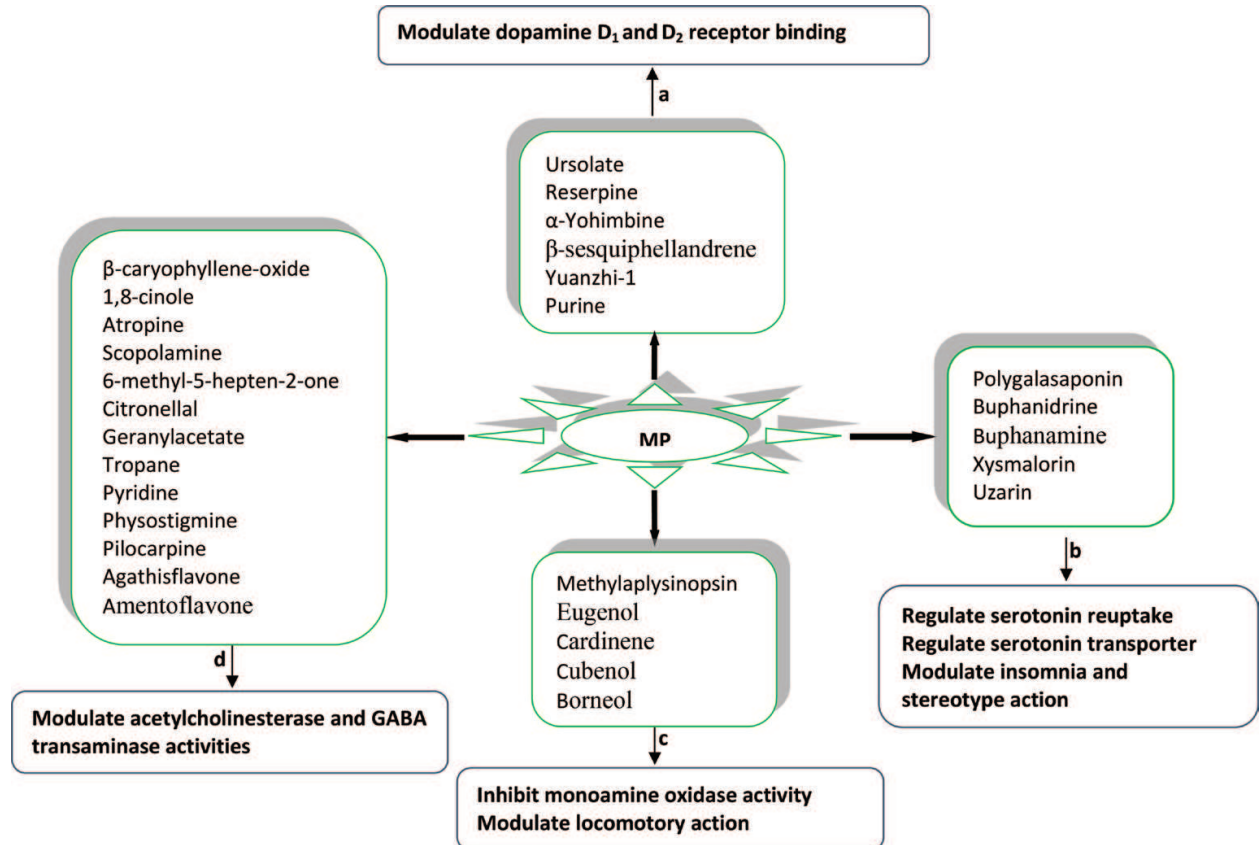 Modulate dopamine D₁ and D₂ receptor binding
a
Ursolate
Reserpine
α-Yohimbine
β-sesquiphellandrene
Yuanzhi-1
Purine
β-caryophyllene-oxide
1,8-cinole
Atropine
Scopolamine
6-methyl-5-hepten-2-one
Citronellal
Geranylacetate
Tropane
Pyridine
Physostigmine
Pilocarpine
Agathisflavone
Amentoflavone
MP
Polygalasaponin
Buphanidrine
Buphanamine
Xysmalorin
Uzarin
b
Regulate serotonin reuptake
Regulate serotonin transporter
Modulate insomnia and
stereotype action
Methylaplysinopsin
Eugenol
Cardinene
Cubenol
Borneol
d
Modulate acetylcholinesterase and GABA
transaminase activities
c
Inhibit monoamine oxidase activity
Modulate locomotory action